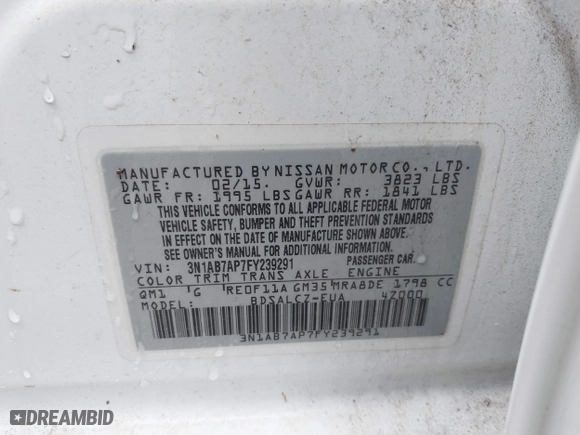 MANUFACTURED BY NISSAN MOTOR CO., LTD.
DATE: 02/15. GVWR: 3823 LBS
GAWR FR: 1995 LBS GAWR RR: 1841 LBS
THIS VEHICLE CONFORMS TO ALL APPLICABLE FEDERAL MOTOR
VEHICLE SAFETY, BUMPER AND THEFT PREVENTION STANDARDS
IN EFFECT ON THE DATE OF MANUFACTURE SHOWN ABOVE.
SEE OWNER'S MANUAL FOR ADDITIONAL INFORMATION
VIN: 3N1AB7AP7FY239291 PASSENGER CAR.
COLOR TRIM TRANS AXLE ENGINE
QM1 'G 'RE0F11A GM35'MRA8DE 1798 CC
MODEL: BDSALCZ-EUA 4Z000
3N1AB7AP7FY239291
DREAMBID